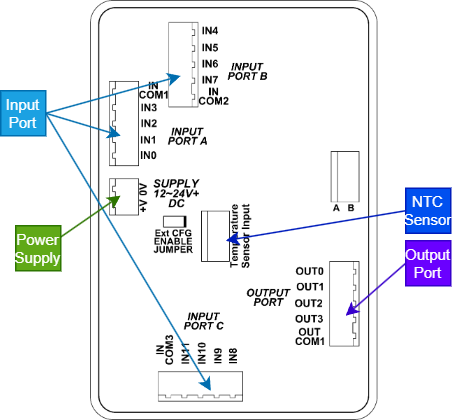 IN4
IN5
IN6
IN7
IN
COM2
INPUT
PORT B
IN
COM1
IN3
IN2
IN1
IN0
INPUT
PORT A
Input
Port
+V 0V
SUPPLY
12~24V+
DC
Ext CFG
ENABLE
JUMPER
Temperature
Sensor Input
A B
NTC
Sensor
Power
Supply
Output
Port
OUT0
OUT1
OUT2
OUT3
OUT
COM1
OUTPUT
PORT
INPUT
PORT C
IN
COM3
IN11
IN10
IN9
IN8